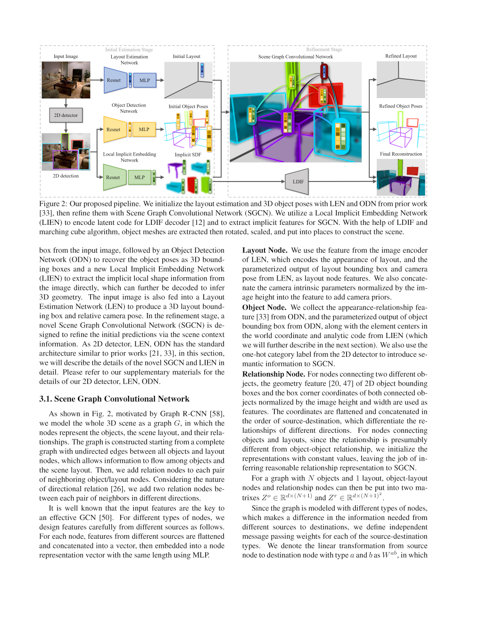 Initial Estimation Stage
Refinement Stage
Input Image
Layout Estimation
Network
Initial Layout
Scene Graph Convolutional Network
Refined Layout
Resnet
MLP
Object Detection
Network
Initial Object Poses
Refined Object Poses
2D detector
Resnet
MLP
Local Implicit Embedding
Network
Implicit SDF
Final Reconstruction
Resnet
MLP
LDIF
2D detection
Figure 2: Our proposed pipeline. We initialize the layout estimation and 3D object poses with LEN and ODN from prior work
[33], then refine them with Scene Graph Convolutional Network (SGCN). We utilize a Local Implicit Embedding Network
(LIEN) to encode latent code for LDIF decoder [12] and to extract implicit features for SGCN. With the help of LDIF and
marching cube algorithm, object meshes are extracted then rotated, scaled, and put into places to construct the scene.
box from the input image, followed by an Object Detection
Network (ODN) to recover the object poses as 3D bound-
ing boxes and a new Local Implicit Embedding Network
(LIEN) to extract the implicit local shape information from
the image directly, which can further be decoded to infer
3D geometry. The input image is also fed into a Layout
Estimation Network (LEN) to produce a 3D layout bound-
ing box and relative camera pose. In the refinement stage, a
novel Scene Graph Convolutional Network (SGCN) is de-
signed to refine the initial predictions via the scene context
information. As 2D detector, LEN, ODN has the standard
architecture similar to prior works [21, 33], in this section,
we will describe the details of the novel SGCN and LIEN in
detail. Please refer to our supplementary materials for the
details of our 2D detector, LEN, ODN.
3.1. Scene Graph Convolutional Network
As shown in Fig. 2, motivated by Graph R-CNN [58],
we model the whole 3D scene as a graph G, in which the
nodes represent the objects, the scene layout, and their rela-
tionships. The graph is constructed starting from a complete
graph with undirected edges between all objects and layout
nodes, which allows information to flow among objects and
the scene layout. Then, we add relation nodes to each pair
of neighboring object/layout nodes. Considering the nature
of directional relation [26], we add two relation nodes be-
tween each pair of neighbors in different directions.
It is well known that the input features are the key to
an effective GCN [50]. For different types of nodes, we
design features carefully from different sources as follows.
For each node, features from different sources are flattened
and concatenated into a vector, then embedded into a node
representation vector with the same length using MLP.
Layout Node. We use the feature from the image encoder
of LEN, which encodes the appearance of layout, and the
parameterized output of layout bounding box and camera
pose from LEN, as layout node features. We also concate-
nate the camera intrinsic parameters normalized by the im-
age height into the feature to add camera priors.
Object Node. We collect the appearance-relationship fea-
ture [33] from ODN, and the parameterized output of object
bounding box from ODN, along with the element centers in
the world coordinate and analytic code from LIEN (which
we will further describe in the next section). We also use the
one-hot category label from the 2D detector to introduce se-
mantic information to SGCN.
Relationship Node. For nodes connecting two different ob-
jects, the geometry feature [20, 47] of 2D object bounding
boxes and the box corner coordinates of both connected ob-
jects normalized by the image height and width are used as
features. The coordinates are flattened and concatenated in
the order of source-destination, which differentiate the re-
lationships of different directions. For nodes connecting
objects and layouts, since the relationship is presumably
different from object-object relationship, we initialize the
representations with constant values, leaving the job of in-
ferring reasonable relationship representation to SGCN.
For a graph with N objects and 1 layout, object-layout
nodes and relationship nodes can then be put into two ma-
trixes Z^o ∈ ℝ^{d×(N+1)} and Z^r ∈ ℝ^{d×(N+1)^2}.
Since the graph is modeled with different types of nodes,
which makes a difference in the information needed from
different sources to destinations, we define independent
message passing weights for each of the source-destination
types. We denote the linear transformation from source
node to destination node with type a and b as W^{ab}, in which